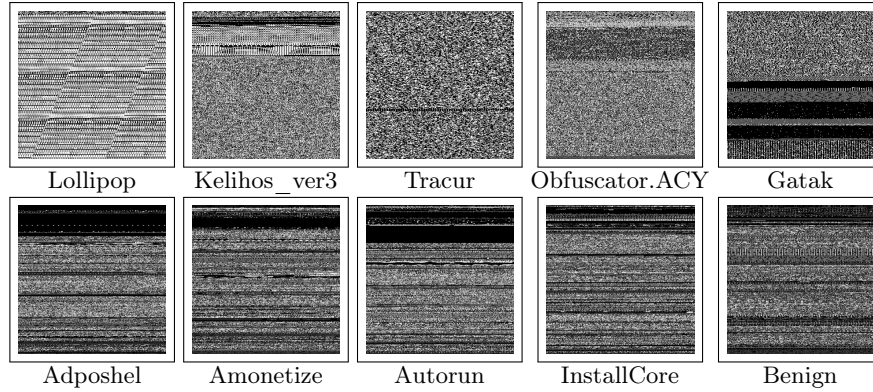 Lollipop Kelihos_ver3 Tracur Obfuscator.ACY Gatak
Adposhel Amonetize Autorun InstallCore Benign